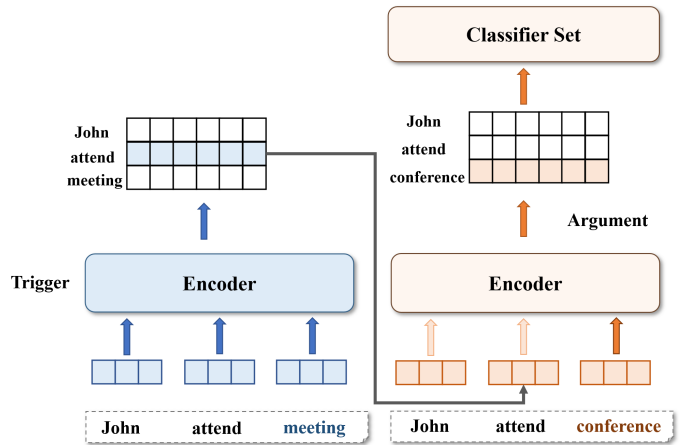 Classifier Set
John
attend
meeting
John
attend
conference
Argument
Trigger
Encoder
Encoder
John attend meeting
John attend conference